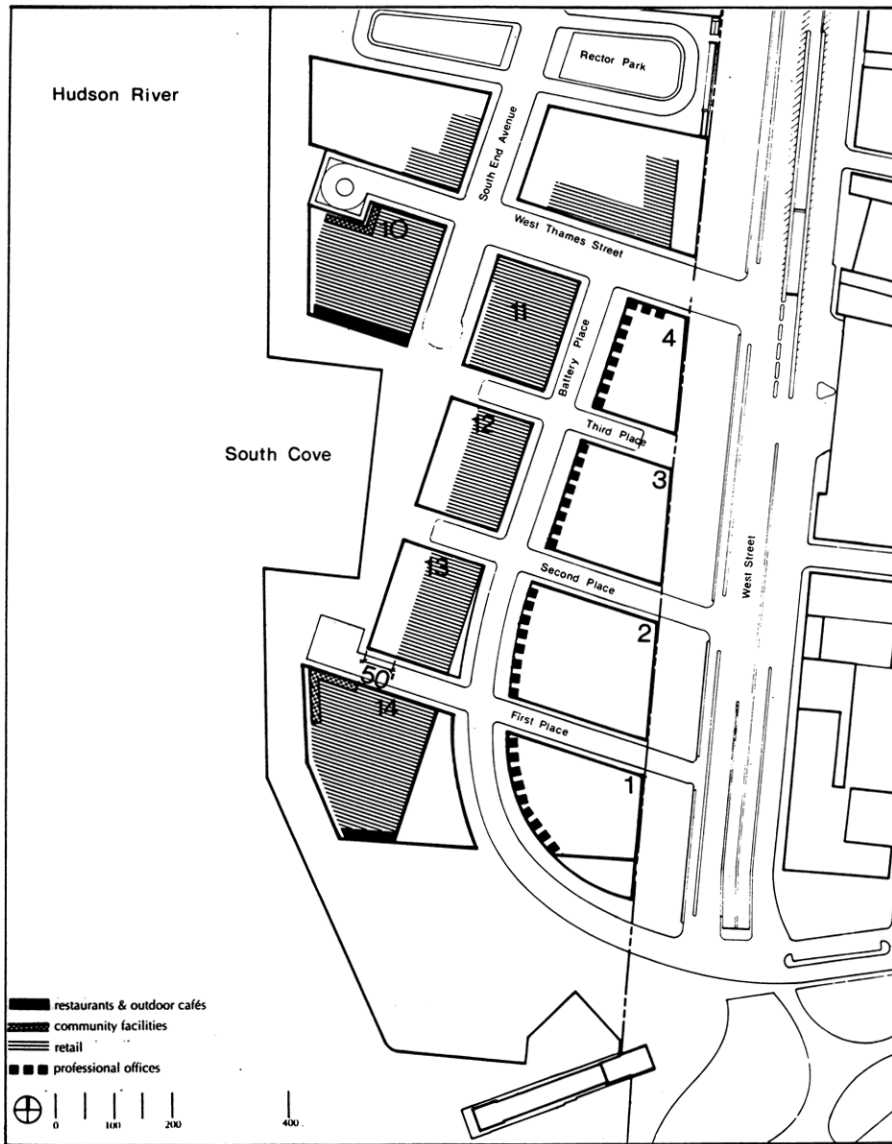 Rector Park
Hudson River
South End Avenue
West Thames Street
10
11
Battery Place
4
Third Place
12
South Cove
3
West Street
13
Second Place
2
50'
14
First Place
1
restaurants & outdoor cafés
community facilities
retail
professional offices
0 100 200 400